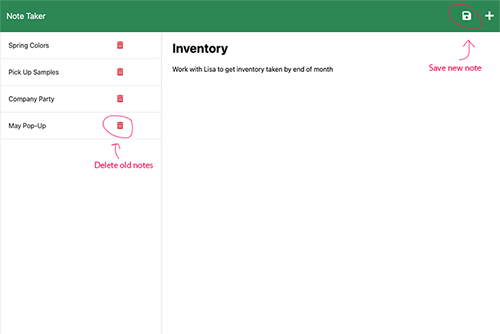 Note Taker
Save new note
Spring Colors
Pick Up Samples
Company Party
May Pop-Up
Delete old notes
Inventory
Work with Lisa to get inventory taken by end of month